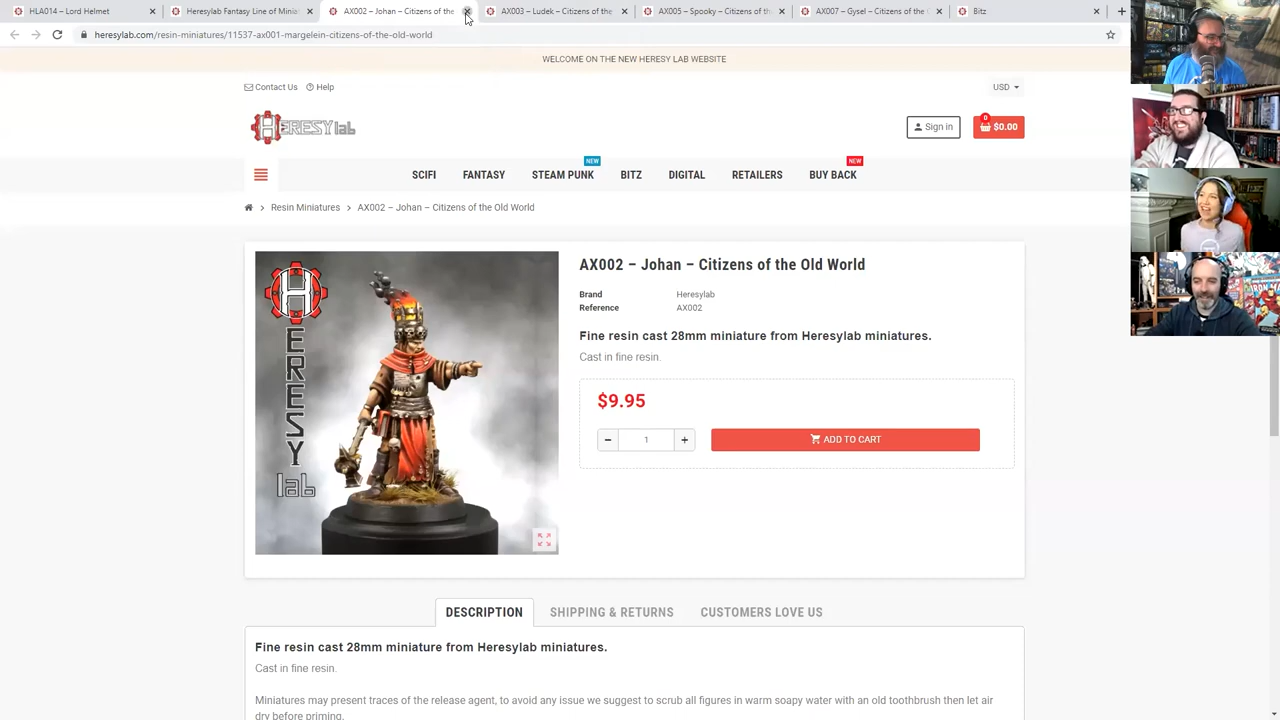 HLA014 – Lord Helmet
Heresylab Fantasy Line of Minia
AX002 – Johan – Citizens of the
AX003 – Ludek – Citizens of the
AX005 – Spooky – Citizens of th
AX007 – Gysel – Citizens of the
Bitz
heresylab.com/resin-miniatures/11537-ax001-margelein-citizens-of-the-old-world
WELCOME ON THE NEW HERESY LAB WEBSITE
Contact Us
Help
USD
HERESYlab
Sign in
0
$0.00
NEW
NEW
SCIFI
FANTASY
STEAM PUNK
BITZ
DIGITAL
RETAILERS
BUY BACK
Resin Miniatures > AX002 – Johan – Citizens of the Old World
H
HERESY
lab
AX002 – Johan – Citizens of the Old World
Brand Heresylab
Reference AX002
Fine resin cast 28mm miniature from Heresylab miniatures.
Cast in fine resin.
$9.95
− 1 +
ADD TO CART
DESCRIPTION
SHIPPING & RETURNS
CUSTOMERS LOVE US
Fine resin cast 28mm miniature from Heresylab miniatures.
Cast in fine resin.
Miniatures may present traces of the release agent, to avoid any issue we suggest to scrub all figures in warm soapy water with an old toothbrush then let air
dry before priming.